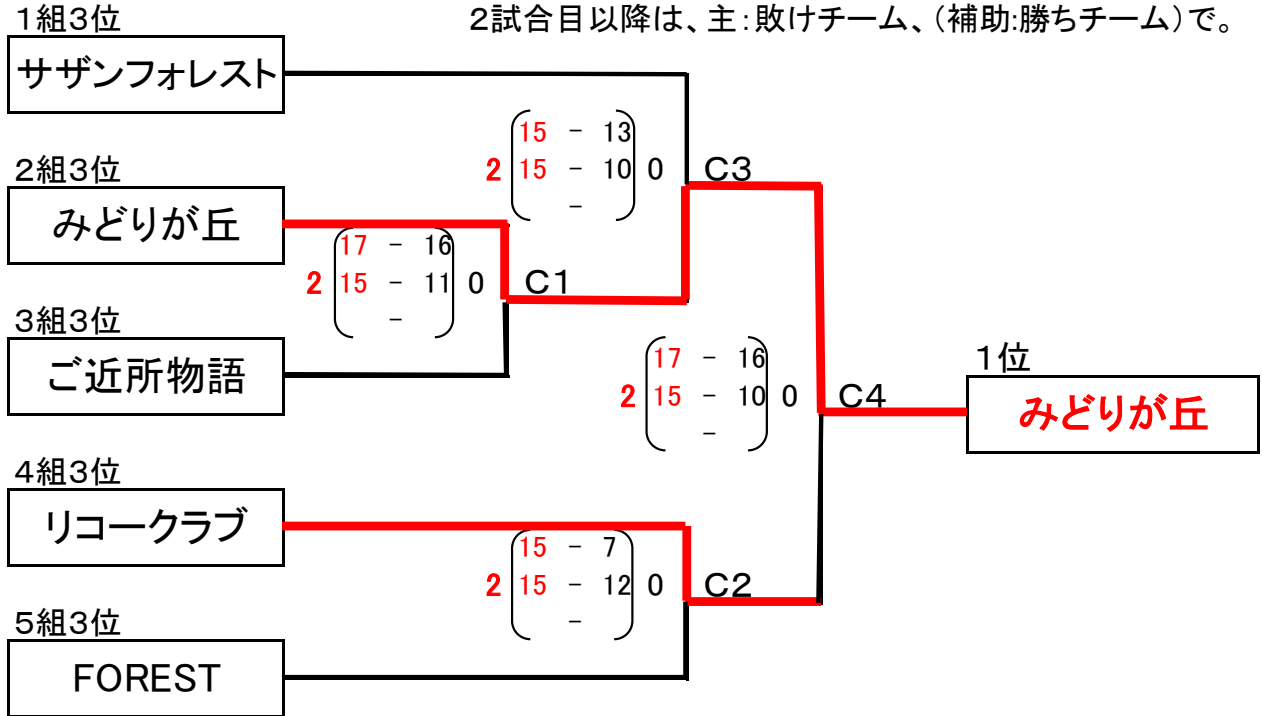 1組3位
2試合目以降は、主:敗けチーム、(補助:勝ちチーム)で。
サザンフォレスト
15 - 13
2 15 - 10 0 C3
-
2組3位
みどりが丘
17 - 16
2 15 - 11 0 C1
-
3組3位
ご近所物語
17 - 16
2 15 - 10 0 C4
-
1位
みどりが丘
4組3位
リコークラブ
15 - 7
2 15 - 12 0 C2
-
5組3位
FOREST